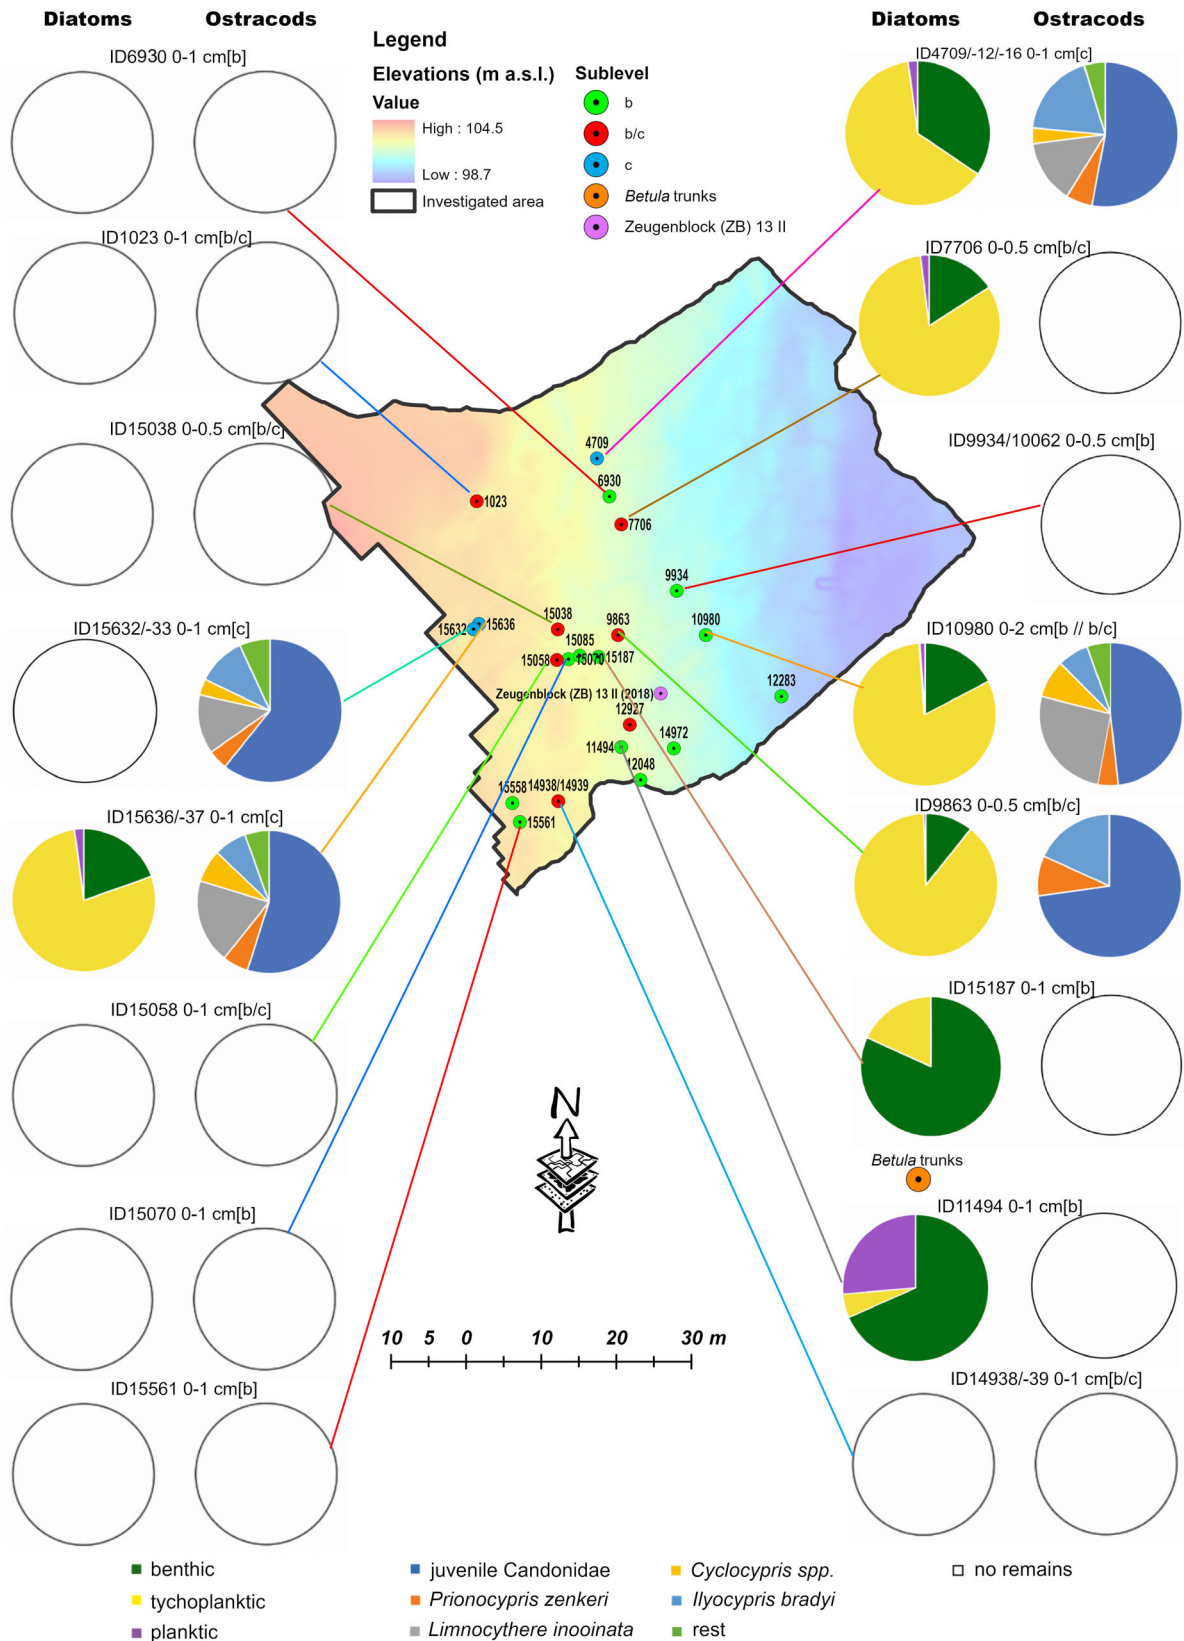 Diatoms Ostracods
Diatoms Ostracods
ID6930 0-1 cm[b]
ID1023 0-1 cm[b/c]
ID15038 0-0.5 cm[b/c]
ID15632/-33 0-1 cm[c]
ID15636/-37 0-1 cm[c]
ID15058 0-1 cm[b/c]
ID15070 0-1 cm[b]
ID15561 0-1 cm[b]
Legend
Elevations (m a.s.l.)
Value
High : 104.5
Low : 98.7
Investigated area
Sublevel
b
b/c
c
Betula trunks
Zeugenblock (ZB) 13 II
4709
6930
1023
7706
9934
15038
9863
10980
15632
15636
15085
15058
15070
15187
12283
Zeugenblock (ZB) 13 II (2018)
12927
11494
14972
12048
15558
14938/14939
15561
N
10 5 0 10 20 30 m
ID4709/-12/-16 0-1 cm[c]
ID7706 0-0.5 cm[b/c]
ID9934/10062 0-0.5 cm[b]
ID10980 0-2 cm[b // b/c]
ID9863 0-0.5 cm[b/c]
ID15187 0-1 cm[b]
Betula trunks
ID11494 0-1 cm[b]
ID14938/-39 0-1 cm[b/c]
benthic
tychoplanktic
planktic
juvenile Candonidae
Prionocypris zenkeri
Limnocythere inooinata
Cyclocypris spp.
Ilyocypris bradyi
rest
no remains